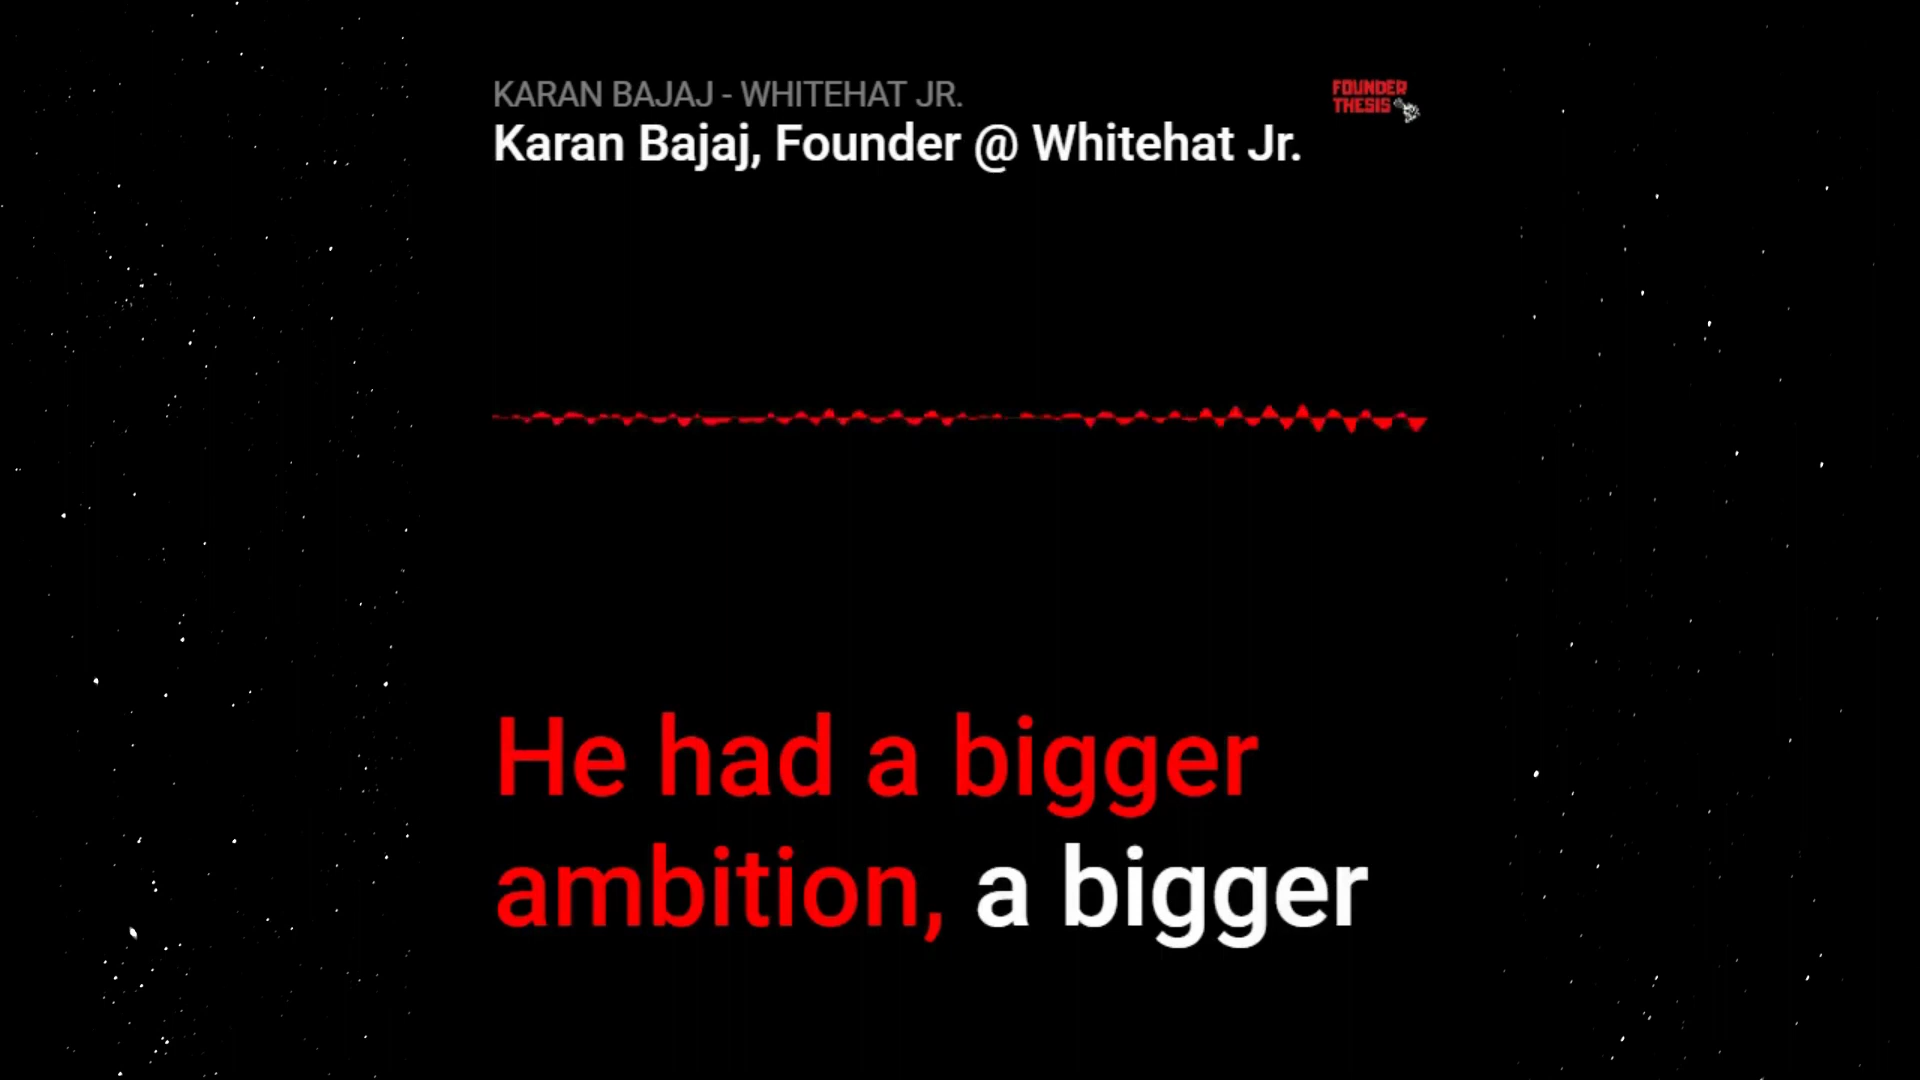 KARAN BAJAJ - WHITEHAT JR.
FOUNDER
THESIS
Karan Bajaj, Founder @ Whitehat Jr.
He had a bigger
ambition, a bigger